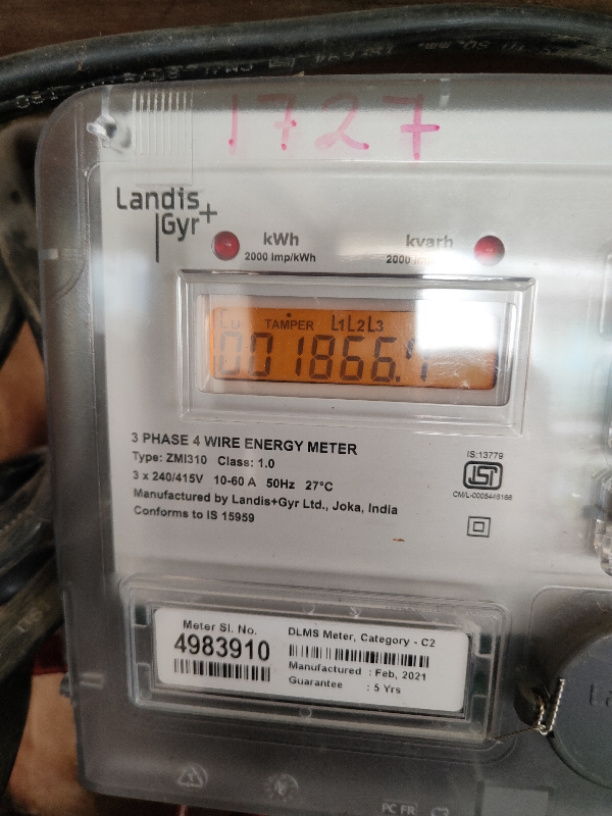 1727
Landis
Gyr+
kWh
2000 imp/kWh
kvarh
2000
TAMPER L1L2L3
001866.
3 PHASE 4 WIRE ENERGY METER
Type: ZMI310 Class: 1.0
3 x 240/415V 10-60 A 50Hz 27°C
Manufactured by Landis+Gyr Ltd., Joka, India
Conforms to IS 15959
IS:13779
ISI
Meter Sl. No.
4983910
DLMS Meter, Category - C2
Manufactured : Feb, 2021
Guarantee : 5 Yrs
PC FR